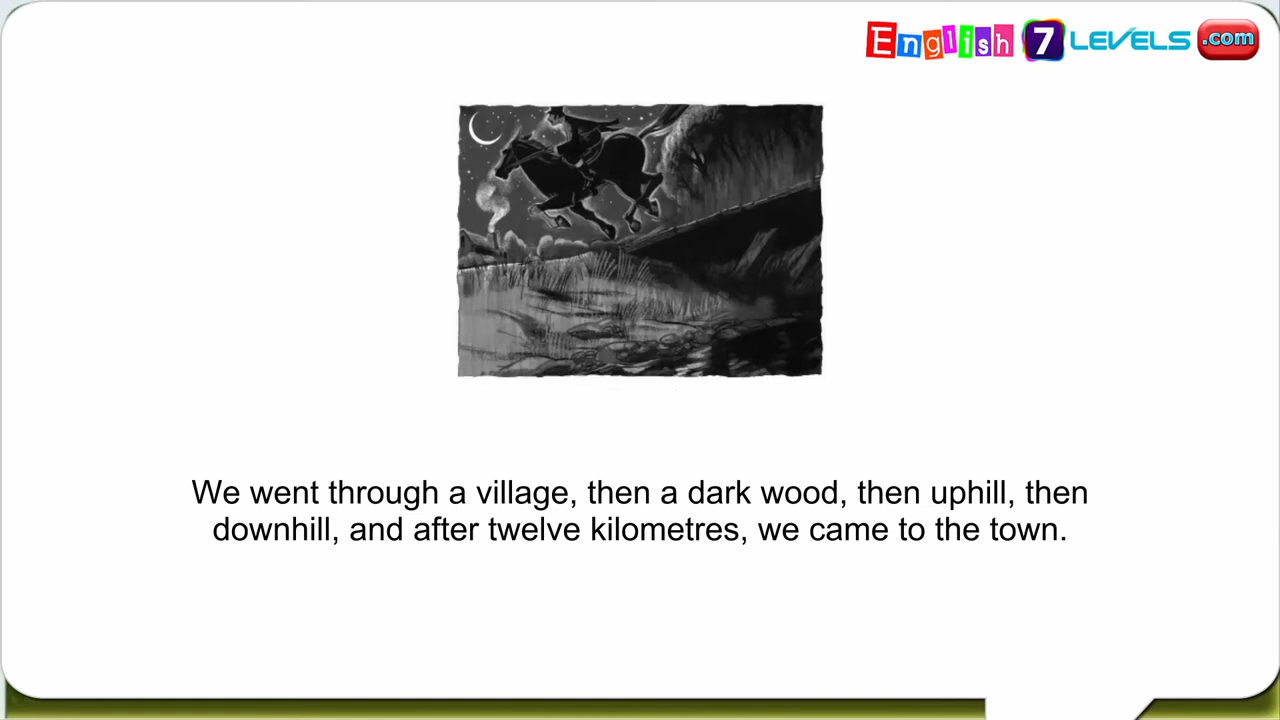 English 7 LEVELS .com
We went through a village, then a dark wood, then uphill, then
downhill, and after twelve kilometres, we came to the town.